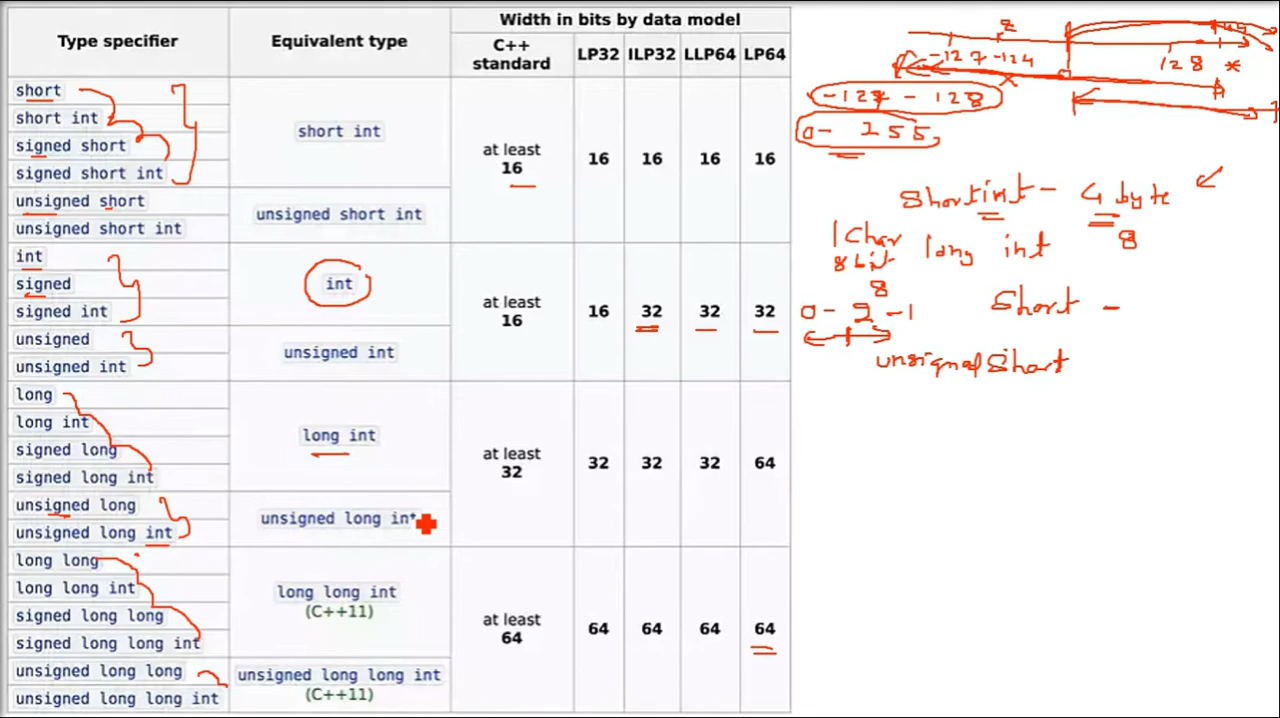 Type specifier
Equivalent type
Width in bits by data model
C++ standard
LP32
ILP32
LLP64
LP64
short
short int
signed short
signed short int
short int
at least 16
16
16
16
16
unsigned short
unsigned short int
unsigned short int
int
signed
signed int
int
at least 16
16
32
32
32
unsigned
unsigned int
unsigned int
long
long int
signed long
signed long int
long int
at least 32
32
32
32
64
unsigned long
unsigned long int
unsigned long int
long long
long long int
signed long long
signed long long int
long long int
(C++11)
at least 64
64
64
64
64
unsigned long long
unsigned long long int
unsigned long long int
(C++11)
z
-127 -124
128 *
x
-127 - 128
0 - 255
Short int - 4 byte
8
1 Char
8 bit
long int
8
0 - 2 - 1
Short -
unsigned Short